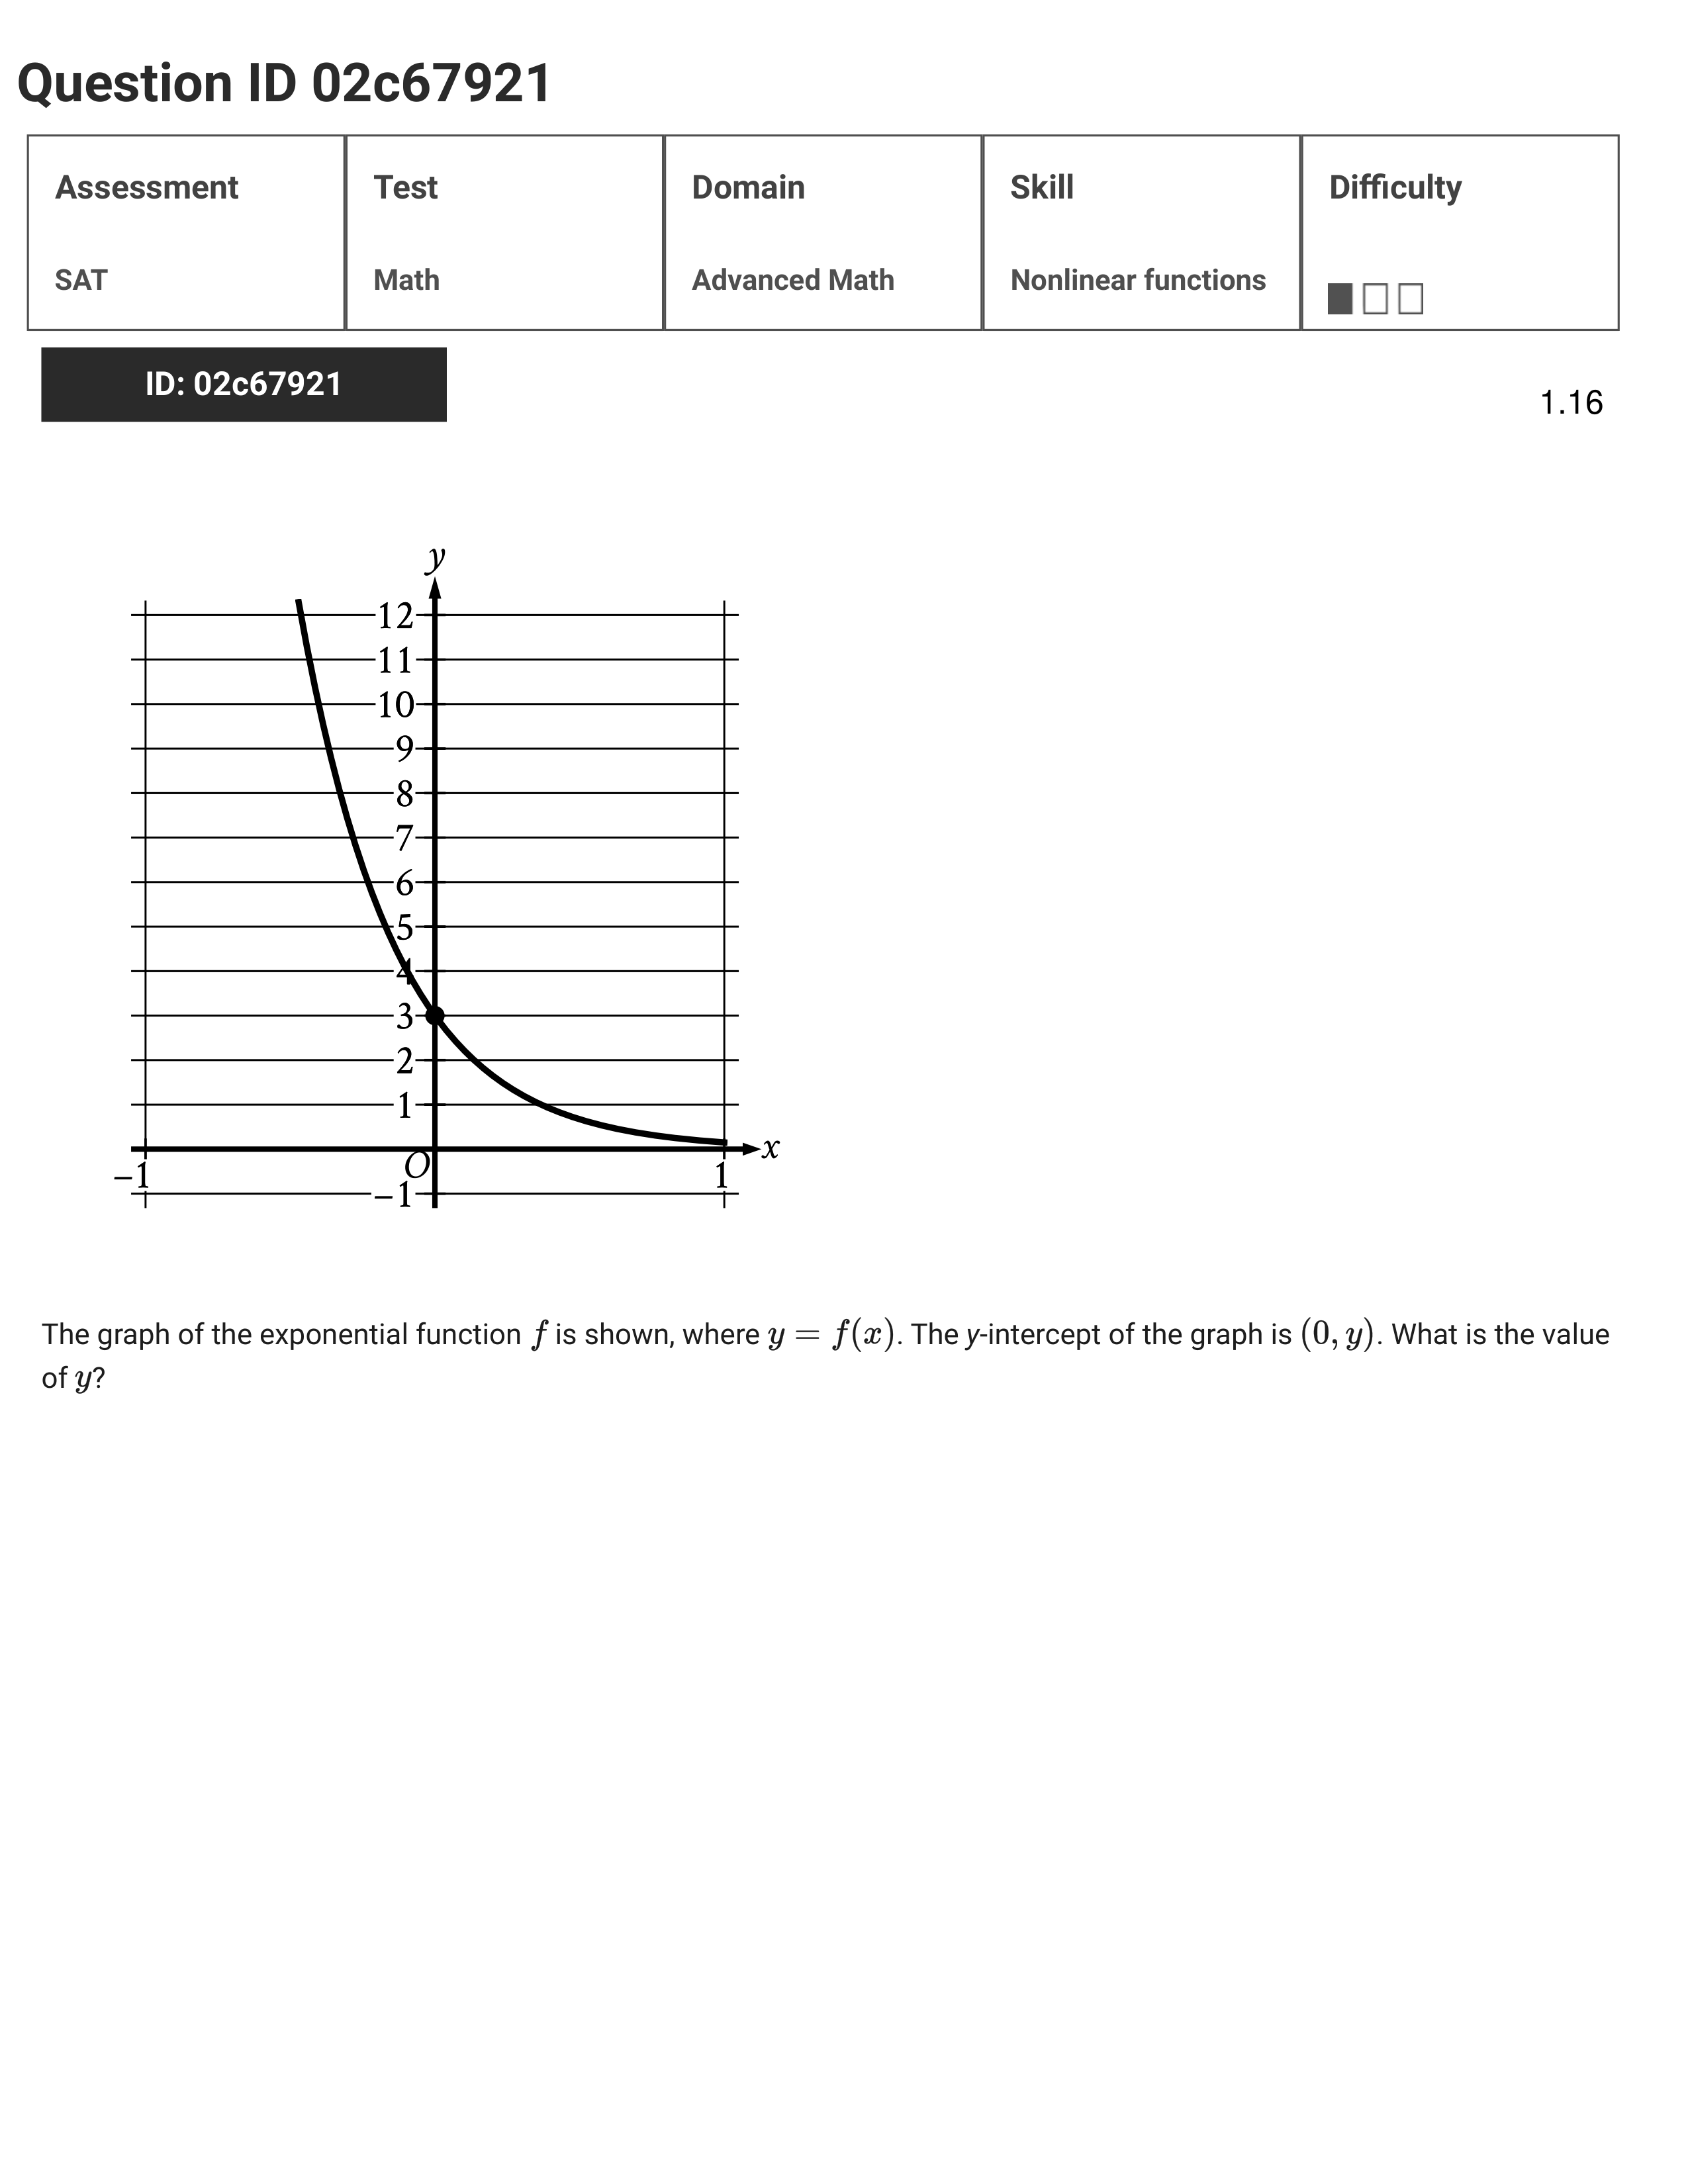 Question ID 02c67921
Assessment Test Domain Skill Difficulty
SAT Math Advanced Math Nonlinear functions
ID: 02c67921
1.16
y
12
11
10
9
8
7
6
5
4
3
2
1
x
O
−1 1
−1
The graph of the exponential function f is shown, where y = f(x). The y-intercept of the graph is (0, y). What is the value
of y?